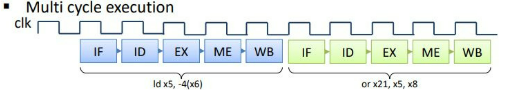 ▪ Multi cycle execution
clk
IF ID EX ME WB IF ID EX ME WB
ld x5, -4(x6) or x21, x5, x8